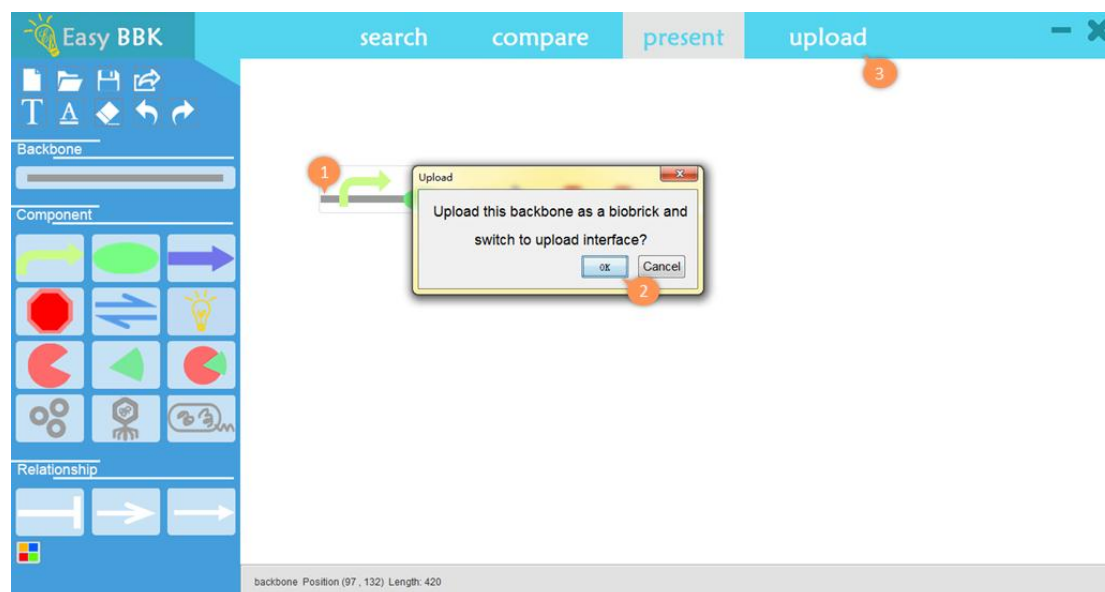 Easy BBK
search compare present upload
3
T A
Backbone
1
Upload
Upload this backbone as a biobrick and
switch to upload interface?
OK Cancel
2
Component
Relationship
backbone Position (97 , 132) Length: 420